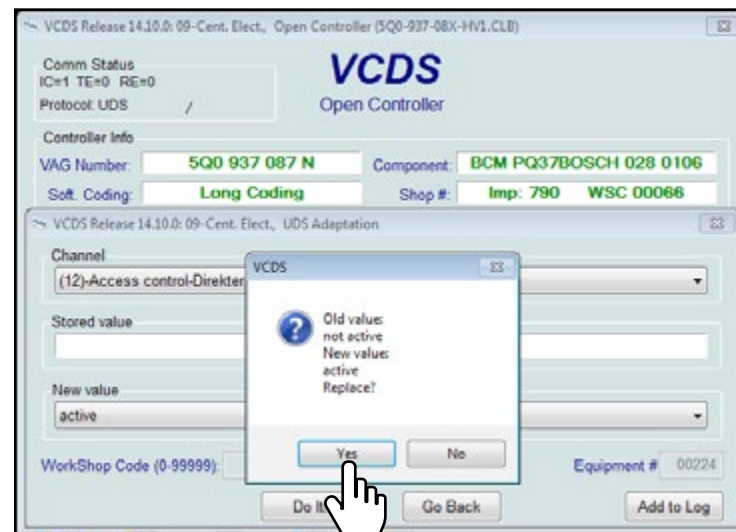 VCDS Release 14.10.0: 09-Cent. Elect., Open Controller (5Q0-937-08X-HV1.CLB)
Comm Status
IC=1 TE=0 RE=0
Protocol: UDS /
VCDS
Open Controller
Controller Info
VAG Number: 5Q0 937 087 N Component: BCM PQ37BOSCH 028 0106
Soft. Coding: Long Coding Shop #: Imp: 790 WSC 00066
VCDS Release 14.10.0: 09-Cent. Elect., UDS Adaptation
Channel
(12)-Access control-Direkter
Stored value
New value
active
WorkShop Code (0-99999):
Equipment # 00224
Do It!
Go Back
Add to Log
VCDS
Old value:
not active
New value:
active
Replace?
Yes
No